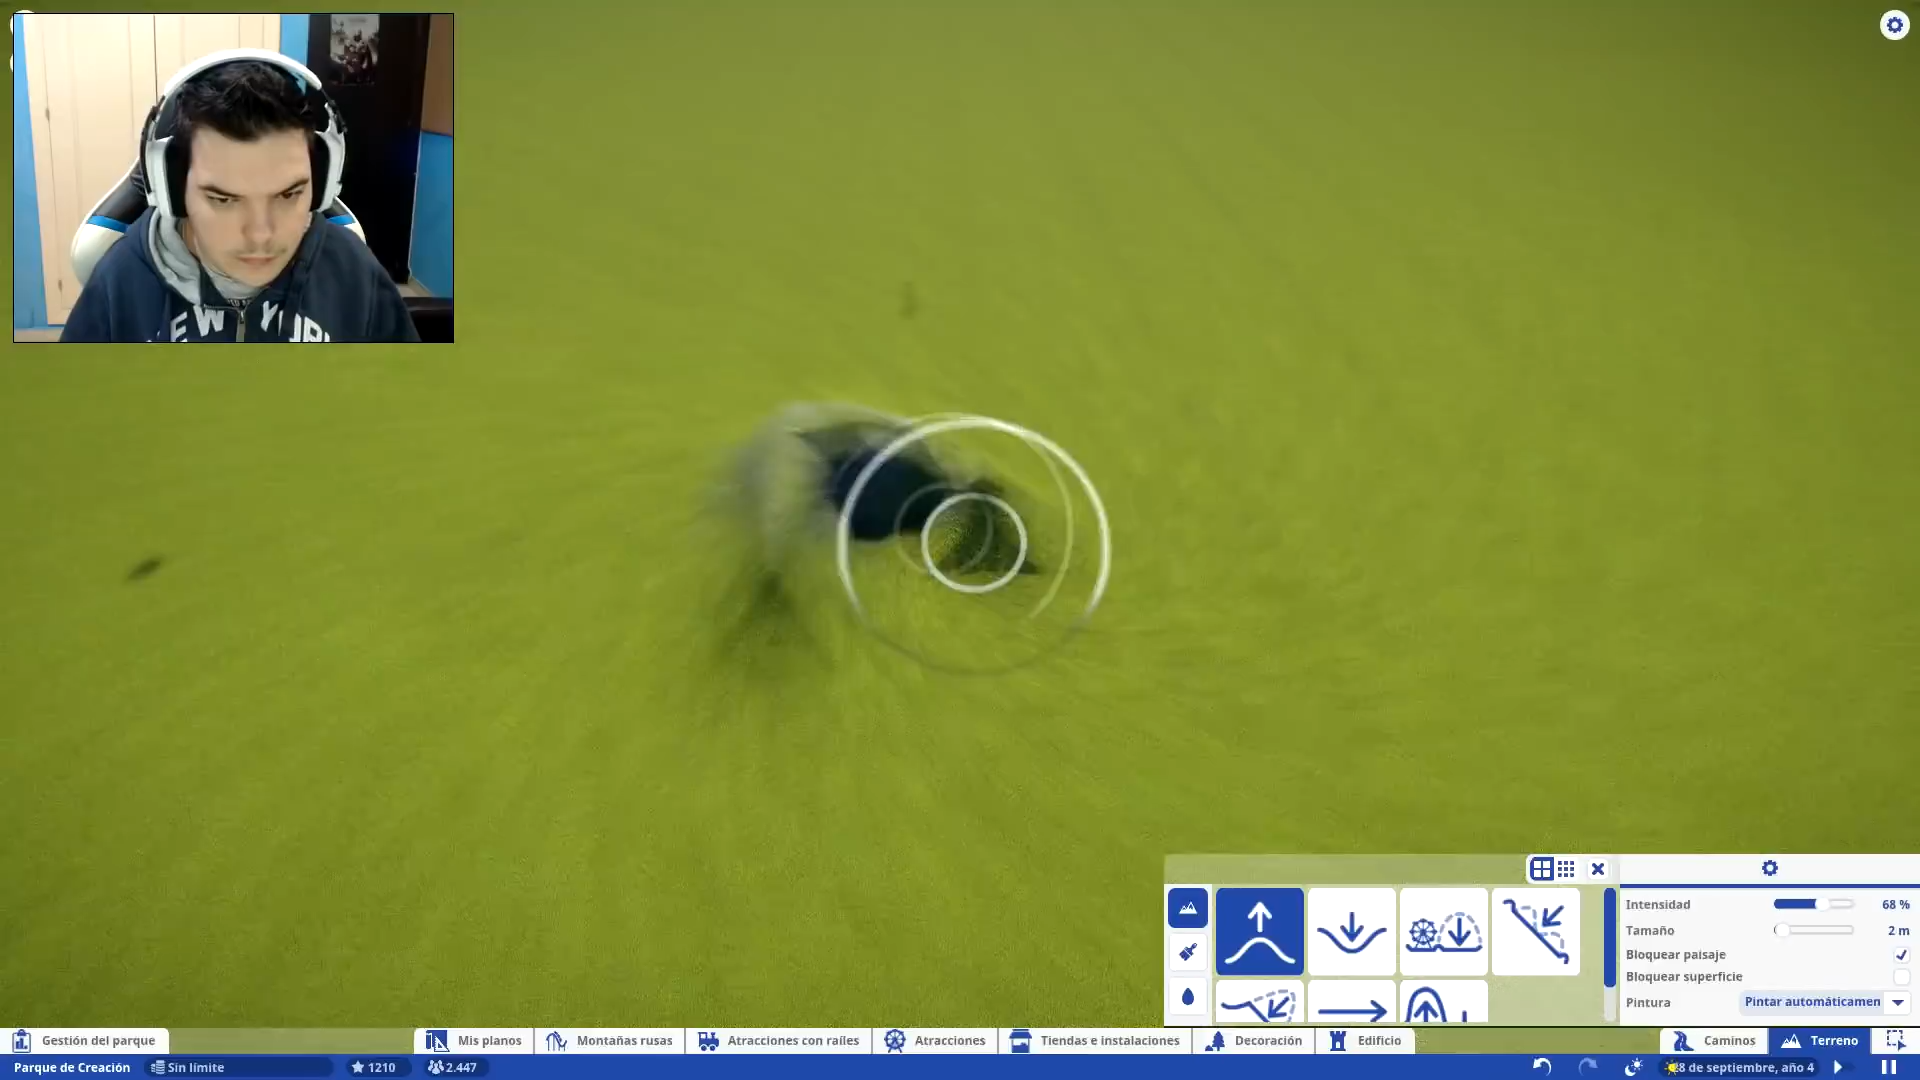 Intensidad 68 %
Tamaño 2 m
Bloquear paisaje
Bloquear superficie
Pintura Pintar automáticamen
Gestión del parque
Mis planos
Montañas rusas
Atracciones con raíles
Atracciones
Tiendas e instalaciones
Decoración
Edificio
Caminos
Terreno
Parque de Creación
Sin límite
1210
2.447
8 de septiembre, año 4